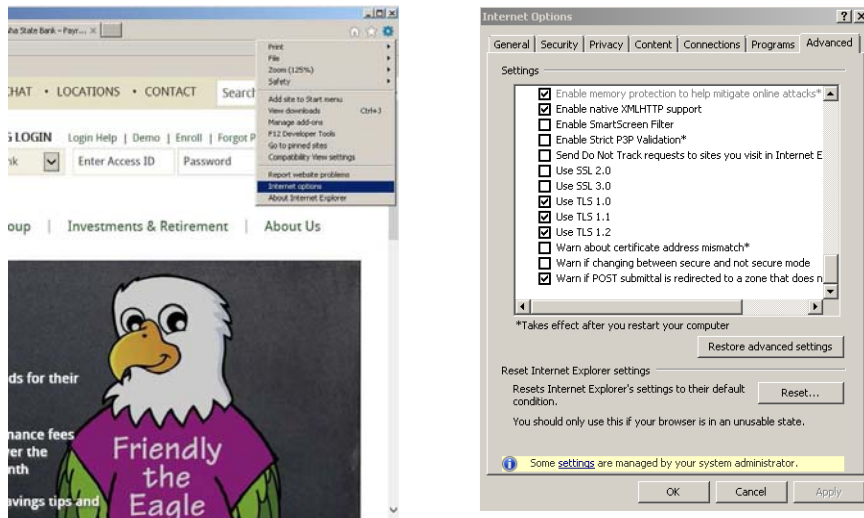 ha State Bank – Payr...
Print
File
Zoom (125%)
Safety
Add site to Start menu
View downloads Ctrl+J
Manage add-ons
F12 Developer Tools
Go to pinned sites
Compatibility View settings
Report website problems
Internet options
About Internet Explorer
CHAT • LOCATIONS • CONTACT Search
LOGIN Login Help | Demo | Enroll | Forgot P
nk Enter Access ID Password
oup | Investments & Retirement | About Us
ds for their
nance fees
er the
nth
avings tips and
Friendly
the
Eagle
Internet Options
General Security Privacy Content Connections Programs Advanced
Settings
Enable memory protection to help mitigate online attacks*
Enable native XMLHTTP support
Enable SmartScreen Filter
Enable Strict P3P Validation*
Send Do Not Track requests to sites you visit in Internet E
Use SSL 2.0
Use SSL 3.0
Use TLS 1.0
Use TLS 1.1
Use TLS 1.2
Warn about certificate address mismatch*
Warn if changing between secure and not secure mode
Warn if POST submittal is redirected to a zone that does n
*Takes effect after you restart your computer
Restore advanced settings
Reset Internet Explorer settings
Resets Internet Explorer's settings to their default
condition.
Reset...
You should only use this if your browser is in an unusable state.
Some settings are managed by your system administrator.
OK Cancel Apply